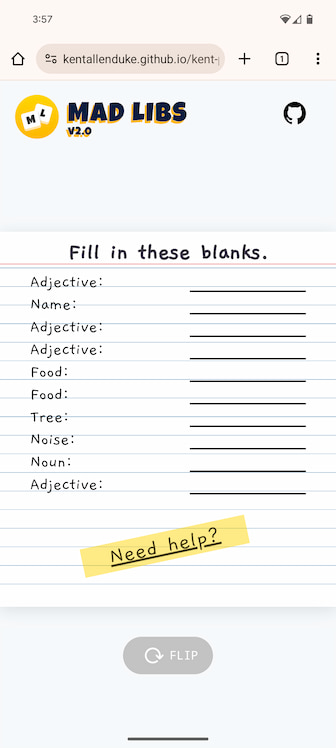 3:57
kentallenduke.github.io/kent-
1
M L
MAD LIBS
V2.0
Fill in these blanks.
Adjective:
Name:
Adjective:
Adjective:
Food:
Food:
Tree:
Noise:
Noun:
Adjective:
Need help?
FLIP